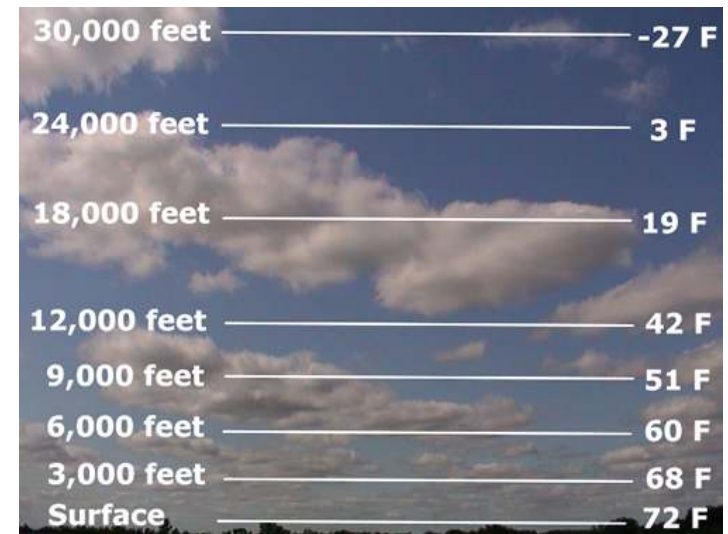 30,000 feet -27 F
24,000 feet 3 F
18,000 feet 19 F
12,000 feet 42 F
9,000 feet 51 F
6,000 feet 60 F
3,000 feet 68 F
Surface 72 F